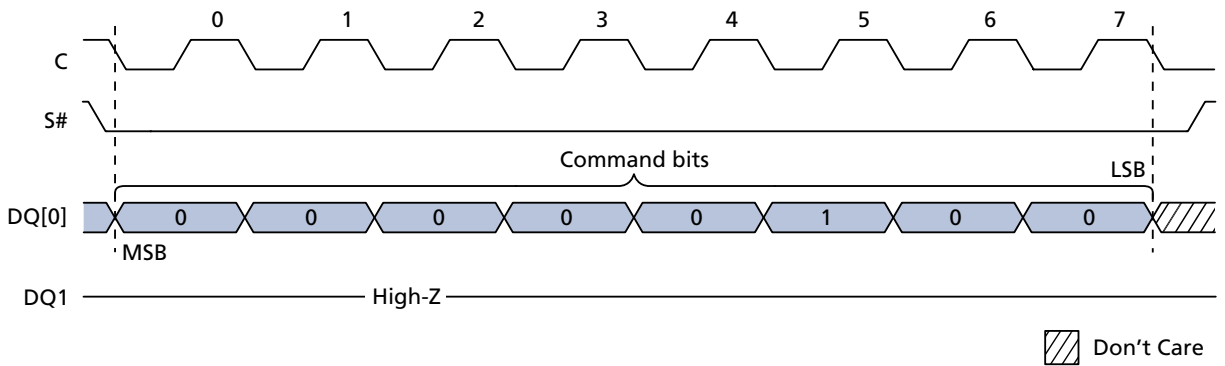 0 1 2 3 4 5 6 7
C
S#
Command bits
LSB
DQ[0] 0 0 0 0 0 1 0 0
MSB
DQ1 High-Z
Don't Care